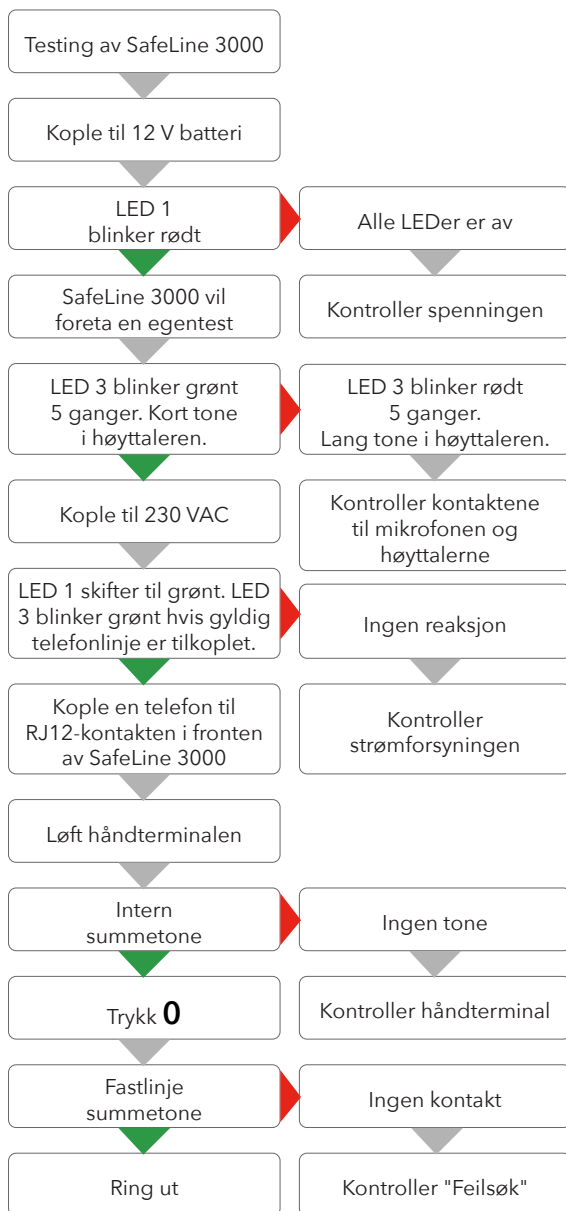 Testing av SafeLine 3000
Kople til 12 V batteri
LED 1
blinker rødt
Alle LEDer er av
SafeLine 3000 vil
foreta en egentest
Kontroller spenningen
LED 3 blinker grønt
5 ganger. Kort tone
i høyttaleren.
LED 3 blinker rødt
5 ganger.
Lang tone i høyttaleren.
Kople til 230 VAC
Kontroller kontaktene
til mikrofonen og
høyttalerne
LED 1 skifter til grønt. LED
3 blinker grønt hvis gyldig
telefonlinje er tilkoplet.
Ingen reaksjon
Kople en telefon til
RJ12-kontakten i fronten
av SafeLine 3000
Kontroller
strømforsyningen
Løft håndterminalen
Intern
summetone
Ingen tone
Trykk 0
Kontroller håndterminal
Fastlinje
summetone
Ingen kontakt
Ring ut
Kontroller "Feilsøk"